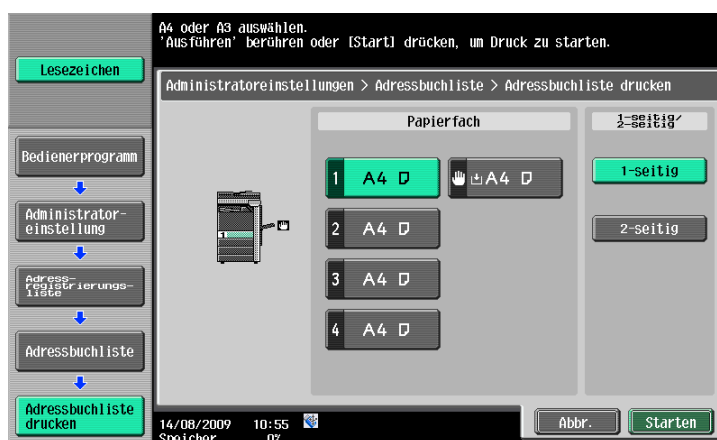 A4 oder A3 auswählen.
'Ausführen' berühren oder [Start] drücken, um Druck zu starten.
Lesezeichen
Administratoreinstellungen > Adressbuchliste > Adressbuchliste drucken
Papierfach
1-seitig/
2-seitig
Bedienerprogramm
Administrator-
einstellung
Adress-
registrierungs-
liste
Adressbuchliste
Adressbuchliste
drucken
1 A4
A4
2 A4
3 A4
4 A4
1
1-seitig
2-seitig
14/08/2009 10:55
Speicher 0%
Abbr.
Starten